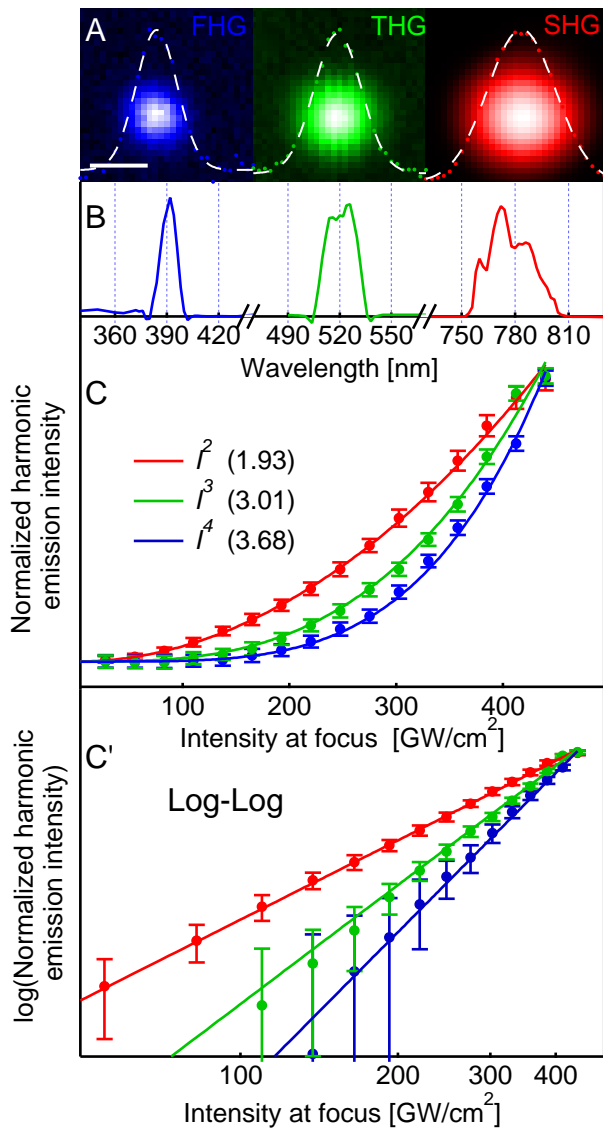 A FHG THG SHG
B
360 390 420 490 520 550 750 780 810
Wavelength [nm]
C
Normalized harmonic
emission intensity
I² (1.93)
I³ (3.01)
I⁴ (3.68)
100 200 300 400
Intensity at focus [GW/cm²]
C'
Log-Log
log(Normalized harmonic
emission intensity)
100 200 300 400
Intensity at focus [GW/cm²]